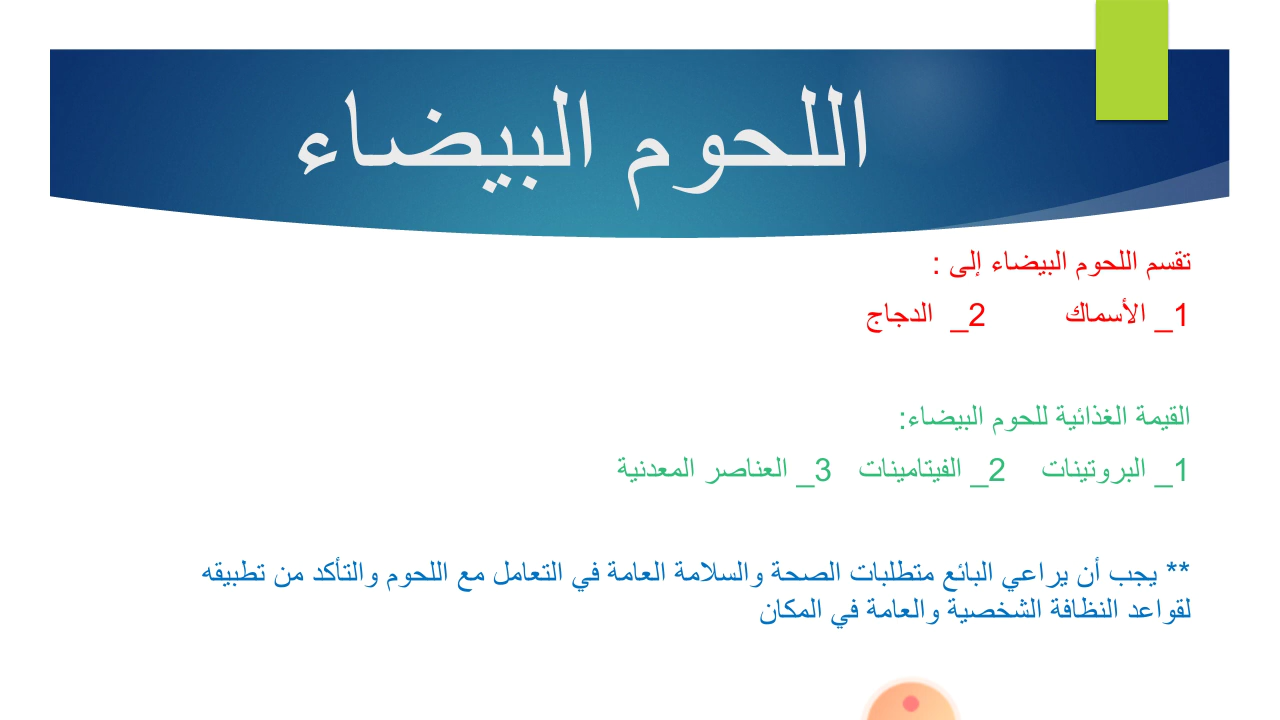 اللحوم البيضاء
تقسم اللحوم البيضاء إلى :
1_ الأسماك 2_ الدجاج
القيمة الغذائية للحوم البيضاء:
1_ البروتينات 2_ الفيتامينات 3_ العناصر المعدنية
** يجب أن يراعي البائع متطلبات الصحة والسلامة العامة في التعامل مع اللحوم والتأكد من تطبيقه
لقواعد النظافة الشخصية والعامة في المكان